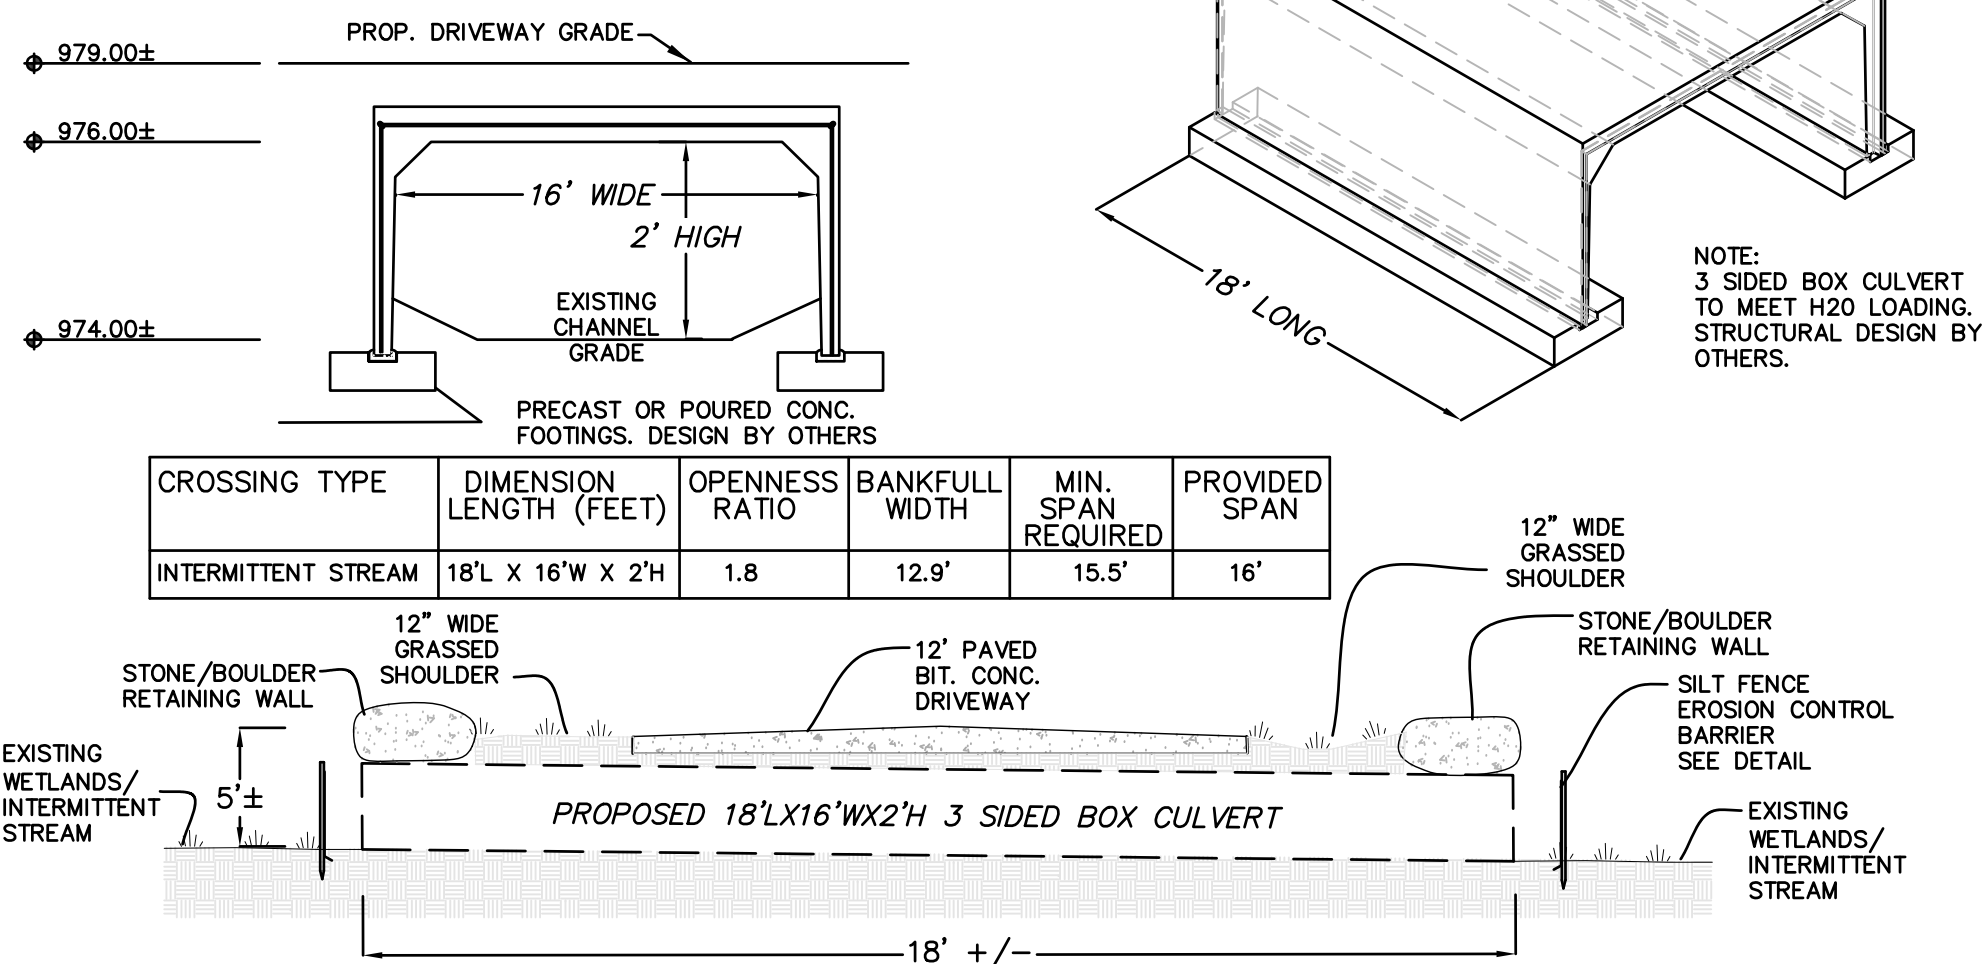 PROP. DRIVEWAY GRADE
979.00±
976.00±
16' WIDE
2' HIGH
EXISTING
CHANNEL
GRADE
974.00±
PRECAST OR POURED CONC.
FOOTINGS. DESIGN BY OTHERS
18' LONG
NOTE:
3 SIDED BOX CULVERT
TO MEET H20 LOADING.
STRUCTURAL DESIGN BY
OTHERS.
CROSSING TYPE
DIMENSION
LENGTH (FEET)
OPENNESS
RATIO
BANKFULL
WIDTH
MIN.
SPAN
REQUIRED
PROVIDED
SPAN
INTERMITTENT STREAM
18'L X 16'W X 2'H
1.8
12.9'
15.5'
16'
12" WIDE
GRASSED
SHOULDER
STONE/BOULDER
RETAINING WALL
12" WIDE
GRASSED
SHOULDER
12' PAVED
BIT. CONC.
DRIVEWAY
STONE/BOULDER
RETAINING WALL
SILT FENCE
EROSION CONTROL
BARRIER
SEE DETAIL
EXISTING
WETLANDS/
INTERMITTENT
STREAM
5'±
PROPOSED 18'LX16'WX2'H 3 SIDED BOX CULVERT
EXISTING
WETLANDS/
INTERMITTENT
STREAM
18' +/-